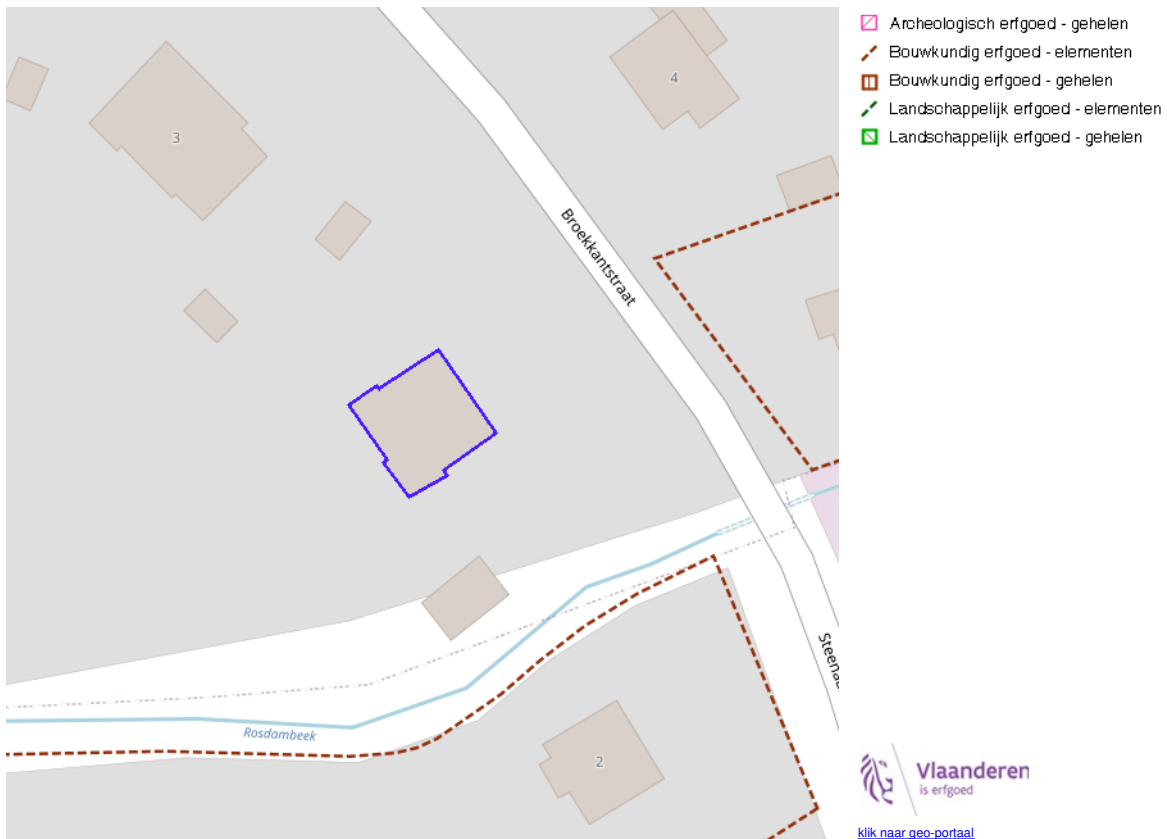 3
4
Broekkantstraat
Rosdambeek
2
Archeologisch erfgoed - gehelen
Bouwkundig erfgoed - elementen
Bouwkundig erfgoed - gehelen
Landschappelijk erfgoed - elementen
Landschappelijk erfgoed - gehelen
Vlaanderen
is erfgoed
klik naar geo-portaal